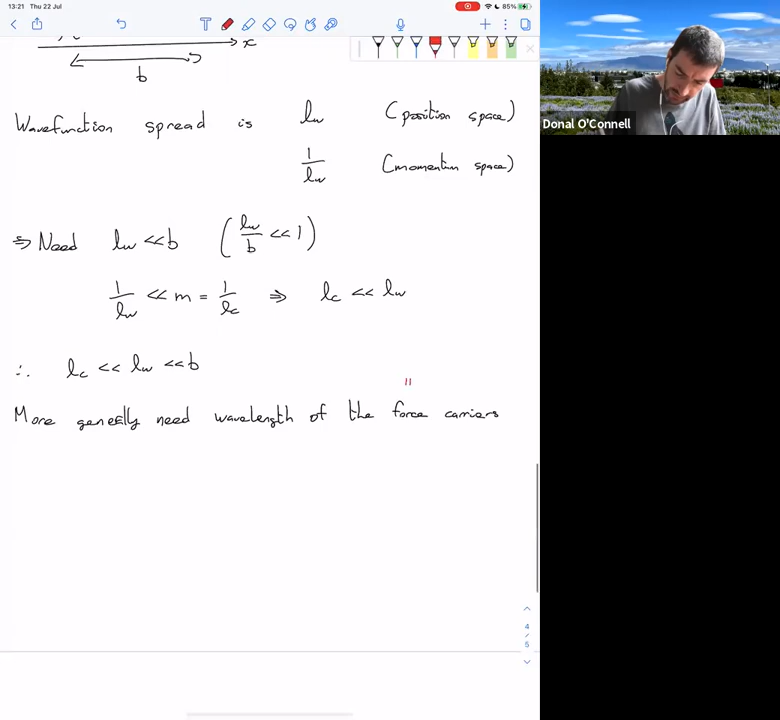 13:21 Thu 22 Jul
85%
x
b
Wavefunction spread is lw (position space)
1/lw (momentum space)
⇒ Need lw << b (lw/b << 1)
1/lw << m = 1/lc ⇒ lc << lw
∴ lc << lw << b
"
More generally need wavelength of the force carriers
4
/
5
Donal O'Connell